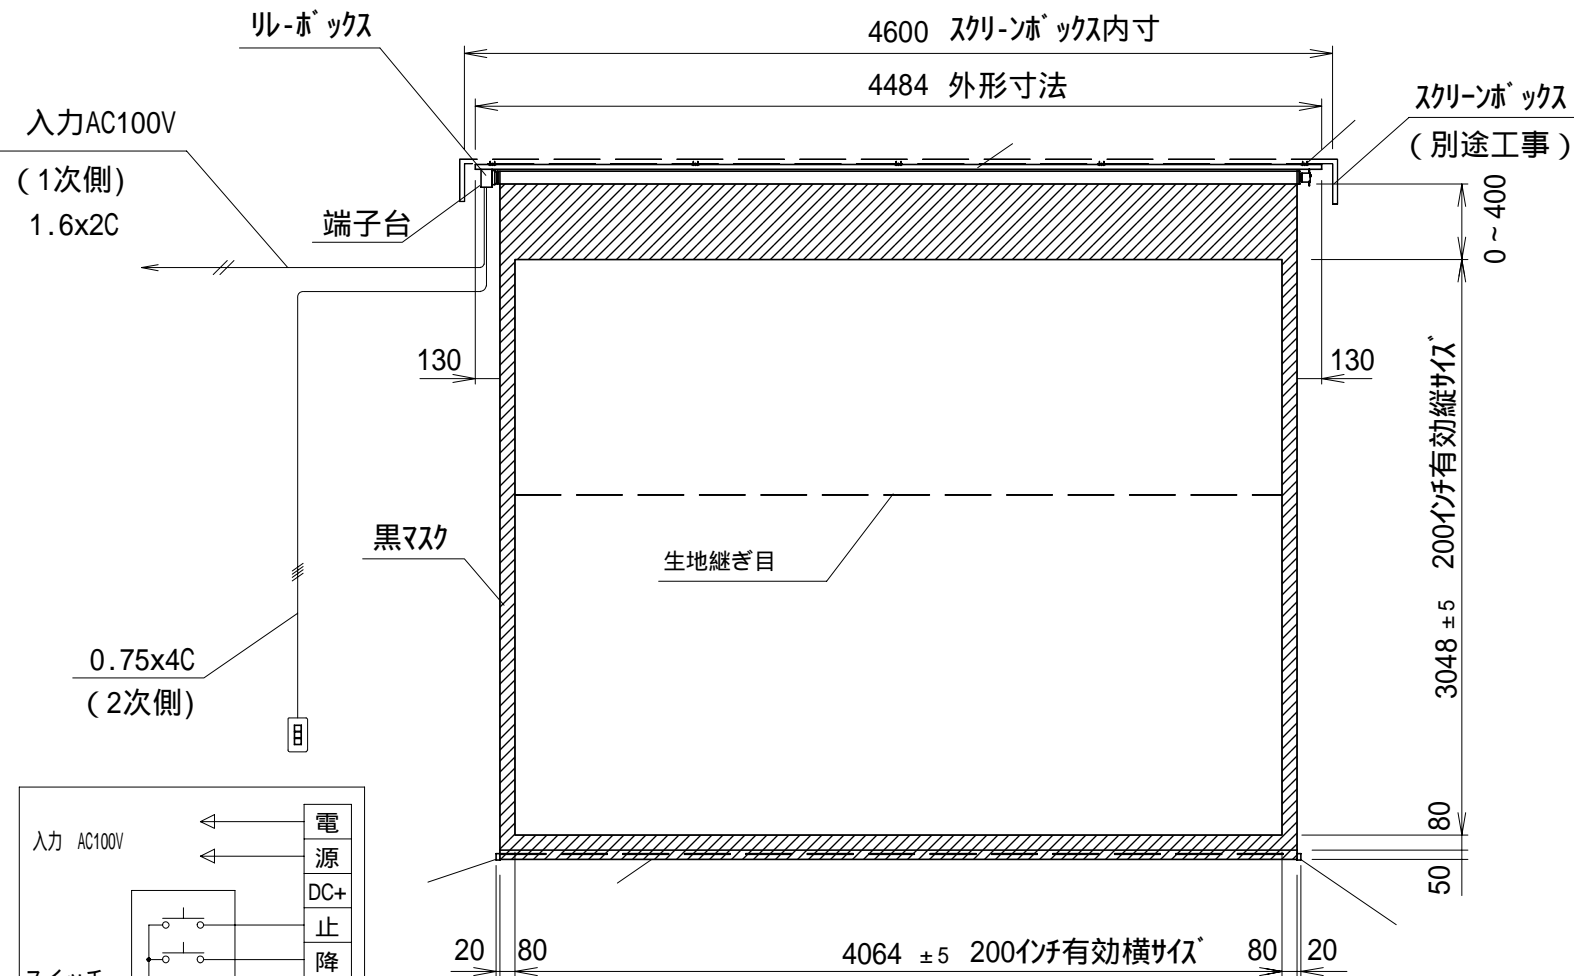 リレ-ボックス
4600 スクリ-ンボックス内寸
4484 外形寸法
スクリーンボックス
(別途工事)
入力AC100V
(1次側)
1.6x2C
端子台
0~400
130
130
200インチ有効縦サイズ
3048 ±5
黒マスク
生地継ぎ目
0.75x4C
(2次側)
80
50
入力 AC100V
電
源
DC+
止
降
20 80 4064 ±5 200インチ有効横サイズ 80 20